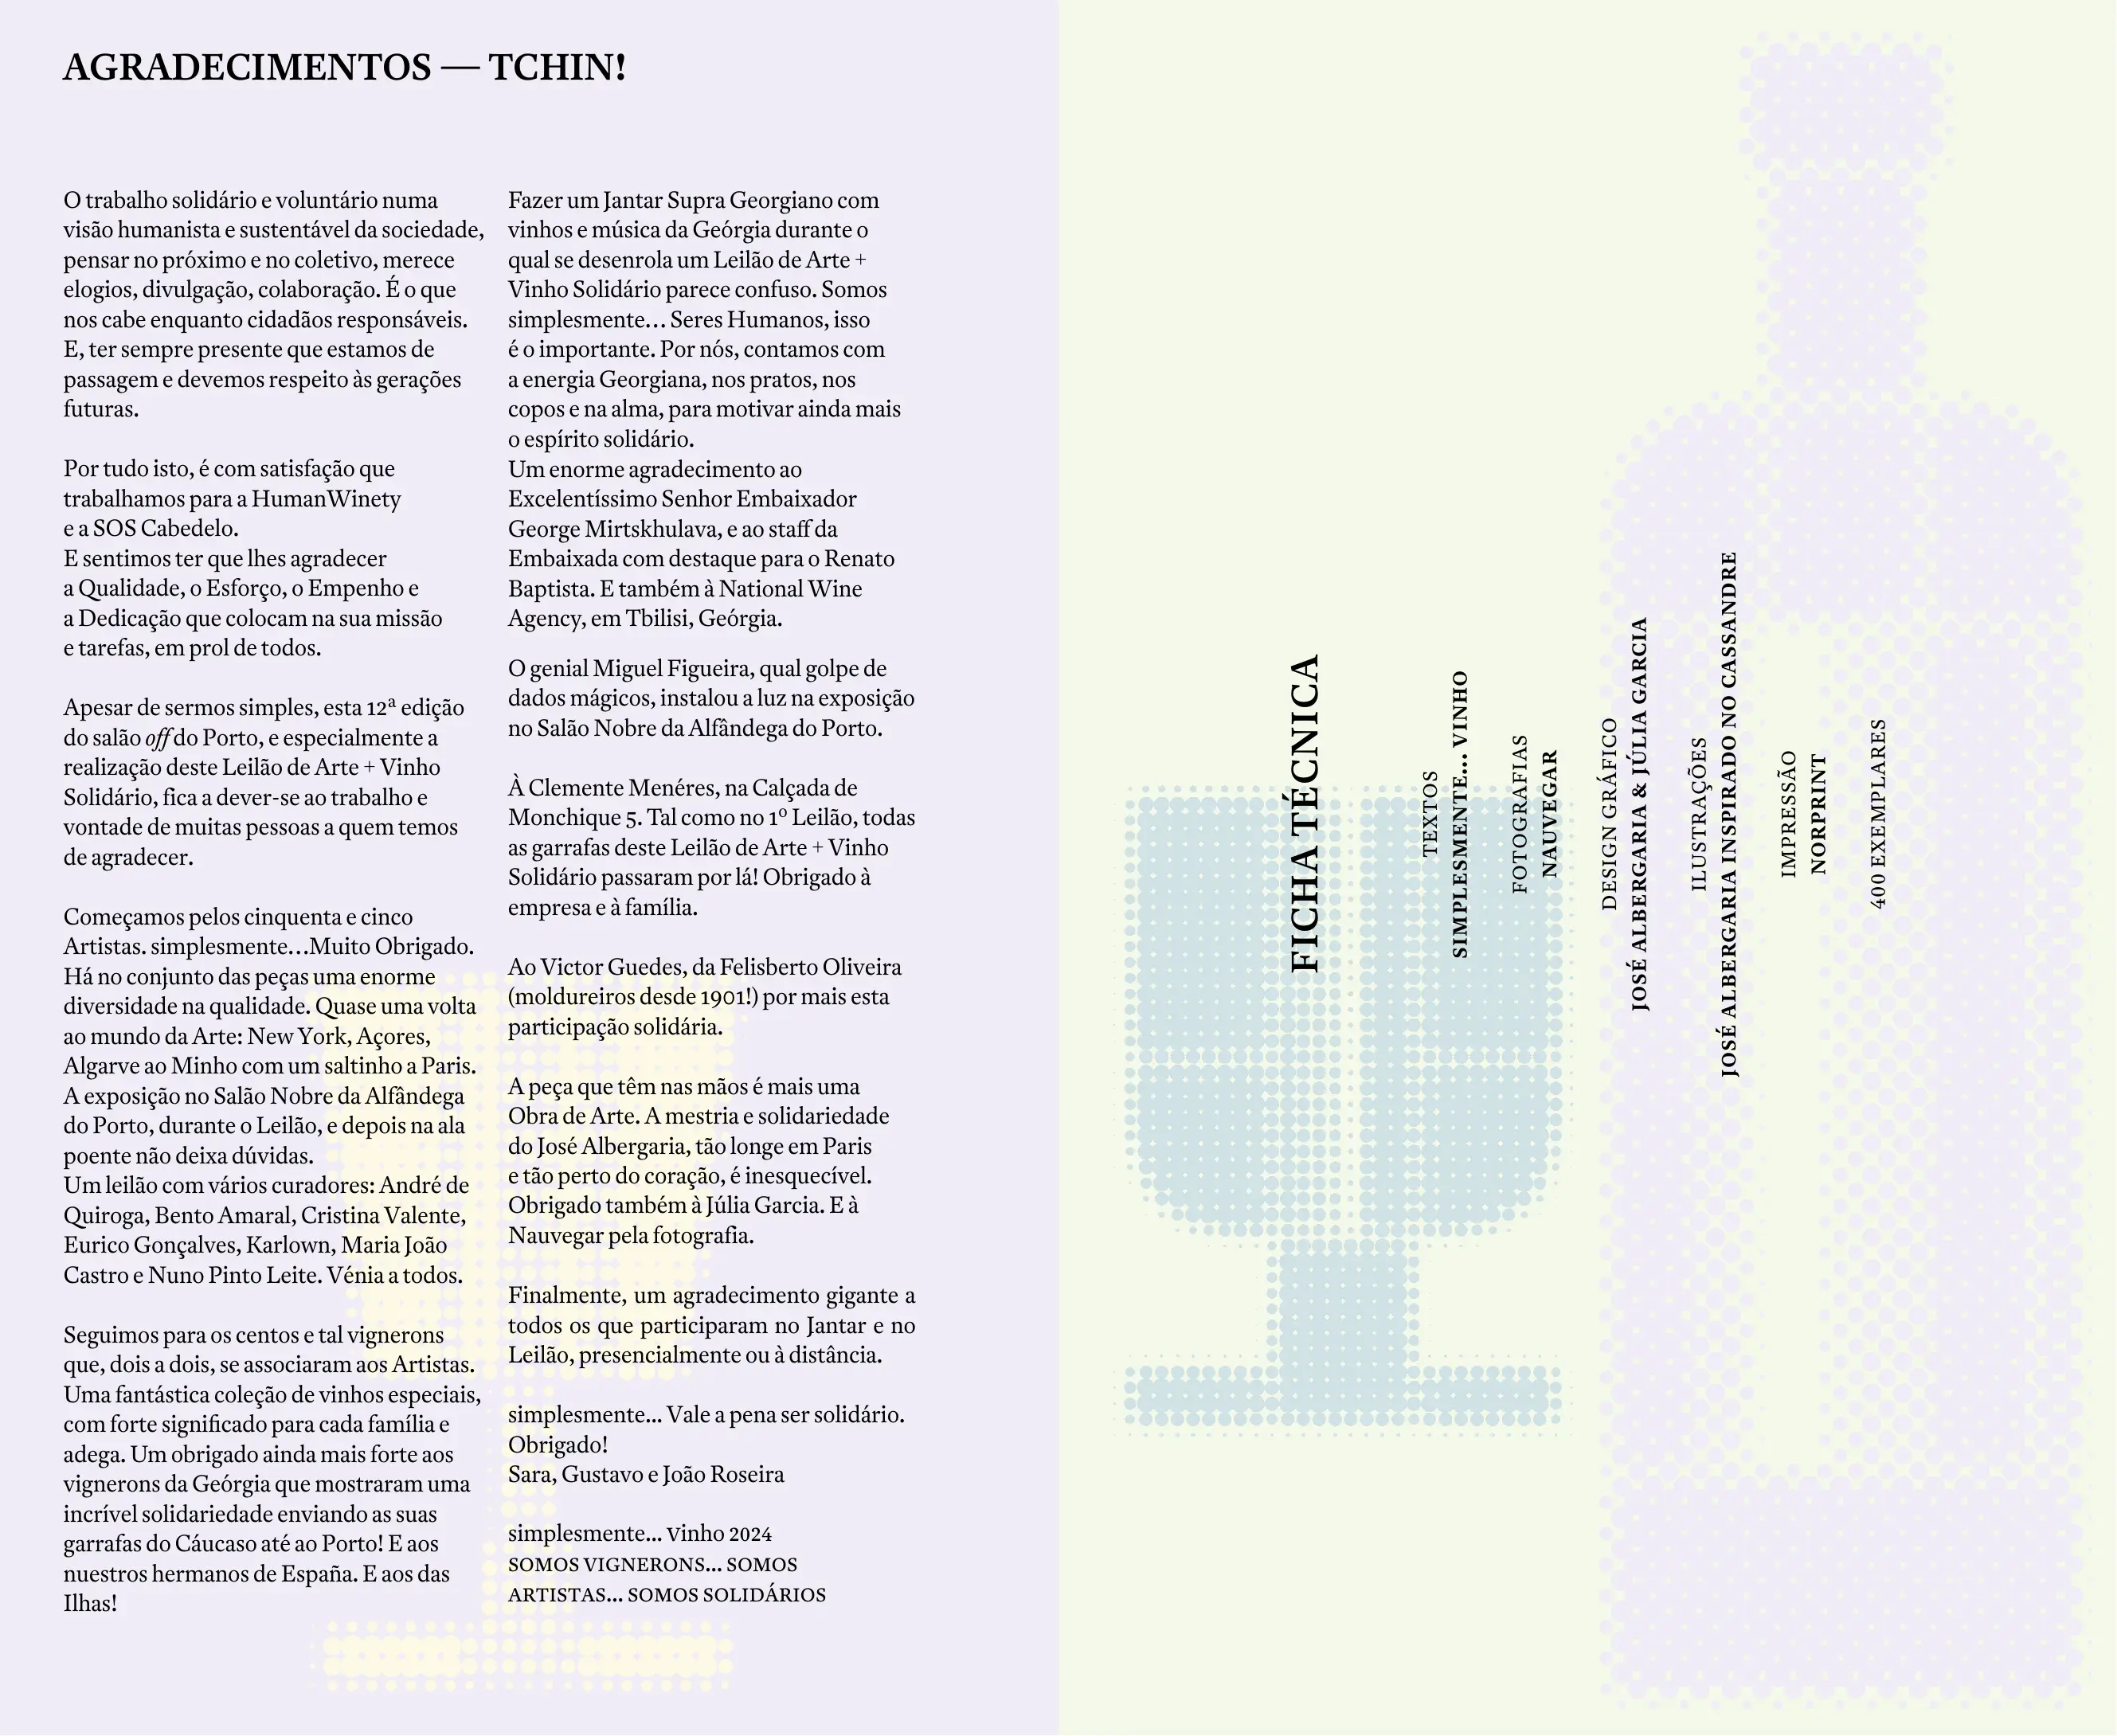 AGRADECIMENTOS — TCHIN!
O trabalho solidário e voluntário numa
visão humanista e sustentável da sociedade,
pensar no próximo e no coletivo, merece
elogios, divulgação, colaboração. É o que
nos cabe enquanto cidadãos responsáveis.
E, ter sempre presente que estamos de
passagem e devemos respeito às gerações
futuras.
Por tudo isto, é com satisfação que
trabalhamos para a HumanWinety
e a SOS Cabedelo.
E sentimos ter que lhes agradecer
a Qualidade, o Esforço, o Empenho e
a Dedicação que colocam na sua missão
e tarefas, em prol de todos.
Apesar de sermos simples, esta 12ª edição
do salão off do Porto, e especialmente a
realização deste Leilão de Arte + Vinho
Solidário, fica a dever-se ao trabalho e
vontade de muitas pessoas a quem temos
de agradecer.
Começamos pelos cinquenta e cinco
Artistas. simplesmente…Muito Obrigado.
Há no conjunto das peças uma enorme
diversidade na qualidade. Quase uma volta
ao mundo da Arte: New York, Açores,
Algarve ao Minho com um saltinho a Paris.
A exposição no Salão Nobre da Alfândega
do Porto, durante o Leilão, e depois na ala
poente não deixa dúvidas.
Um leilão com vários curadores: André de
Quiroga, Bento Amaral, Cristina Valente,
Eurico Gonçalves, Karlown, Maria João
Castro e Nuno Pinto Leite. Vénia a todos.
Seguimos para os centos e tal vignerons
que, dois a dois, se associaram aos Artistas.
Uma fantástica coleção de vinhos especiais,
com forte significado para cada família e
adega. Um obrigado ainda mais forte aos
vignerons da Geórgia que mostraram uma
incrível solidariedade enviando as suas
garrafas do Cáucaso até ao Porto! E aos
nuestros hermanos de España. E aos das
Ilhas!
Fazer um Jantar Supra Georgiano com
vinhos e música da Geórgia durante o
qual se desenrola um Leilão de Arte +
Vinho Solidário parece confuso. Somos
simplesmente… Seres Humanos, isso
é o importante. Por nós, contamos com
a energia Georgiana, nos pratos, nos
copos e na alma, para motivar ainda mais
o espírito solidário.
Um enorme agradecimento ao
Excelentíssimo Senhor Embaixador
George Mirtskhulava, e ao staff da
Embaixada com destaque para o Renato
Baptista. E também à National Wine
Agency, em Tbilisi, Geórgia.
O genial Miguel Figueira, qual golpe de
dados mágicos, instalou a luz na exposição
no Salão Nobre da Alfândega do Porto.
À Clemente Menéres, na Calçada de
Monchique 5. Tal como no 1º Leilão, todas
as garrafas deste Leilão de Arte + Vinho
Solidário passaram por lá! Obrigado à
empresa e à família.
Ao Victor Guedes, da Felisberto Oliveira
(moldureiros desde 1901!) por mais esta
participação solidária.
A peça que têm nas mãos é mais uma
Obra de Arte. A mestria e solidariedade
do José Albergaria, tão longe em Paris
e tão perto do coração, é inesquecível.
Obrigado também à Júlia Garcia. E à
Nauvegar pela fotografia.
Finalmente, um agradecimento gigante a
todos os que participaram no Jantar e no
Leilão, presencialmente ou à distância.
simplesmente... Vale a pena ser solidário.
Obrigado!
Sara, Gustavo e João Roseira
simplesmente... vinho 2024
SOMOS VIGNERONS... SOMOS
ARTISTAS... SOMOS SOLIDÁRIOS
FICHA TÉCNICA
TEXTOS
SIMPLESMENTE... VINHO
FOTOGRAFIAS
NAUVEGAR
DESIGN GRÁFICO
JOSÉ ALBERGARIA & JÚLIA GARCIA
ILUSTRAÇÕES
JOSÉ ALBERGARIA INSPIRADO NO CASSANDRE
IMPRESSÃO
NORPRINT
400 EXEMPLARES